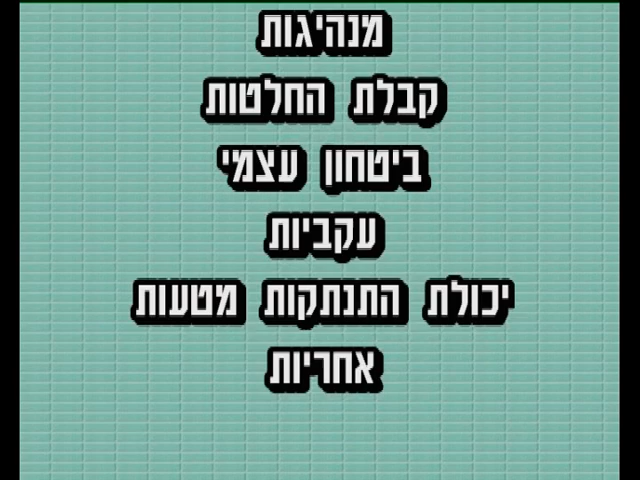 מנהיגות
קבלת החלטות
ביטחון עצמי
עקביות
יכולת התנתקות מטעות
אחריות